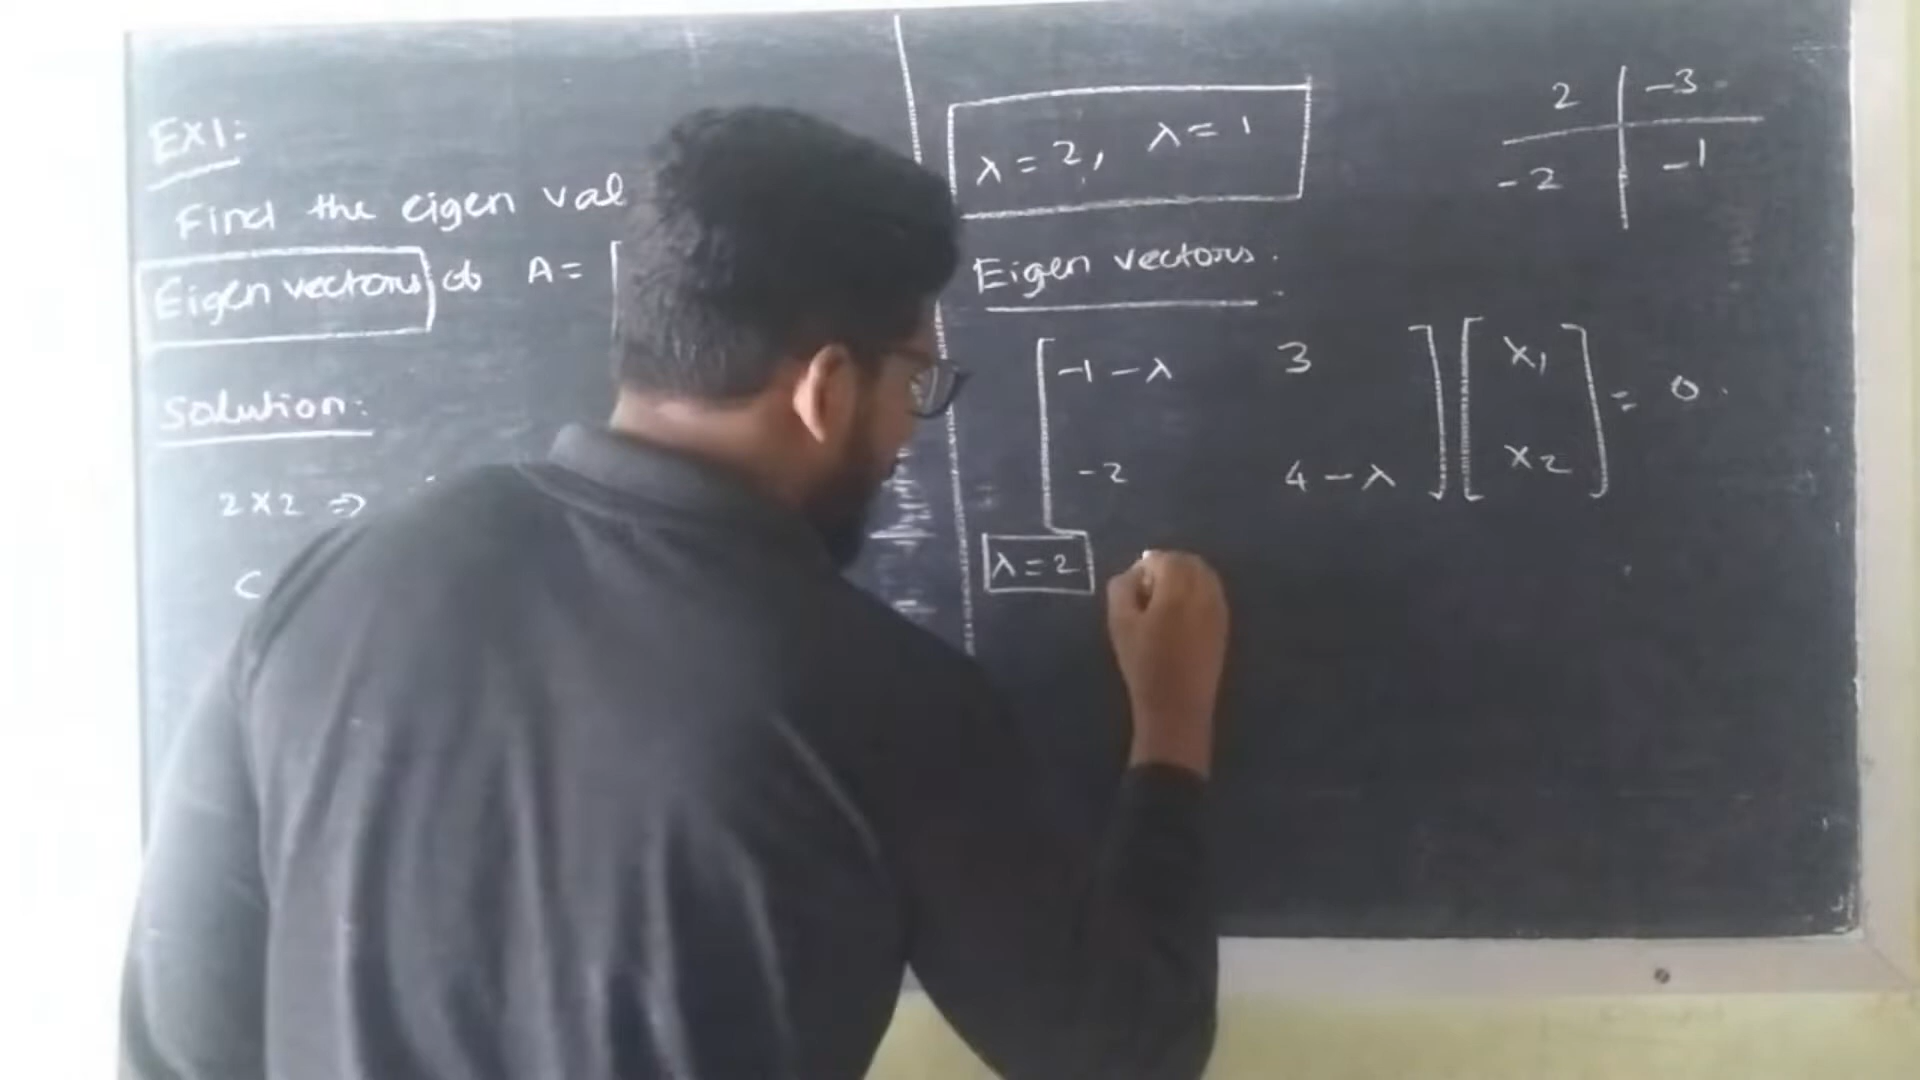 Ex1:
Find the eigen val
Eigen vectors of A = [
Solution:
2 x 2 =>
C
λ = 2, λ = 1
2 | -3
-2 | -1
Eigen vectors:
[ -1 - λ 3 ] [ x1 ] = 0
[ -2 4 - λ ] [ x2 ]
λ = 2